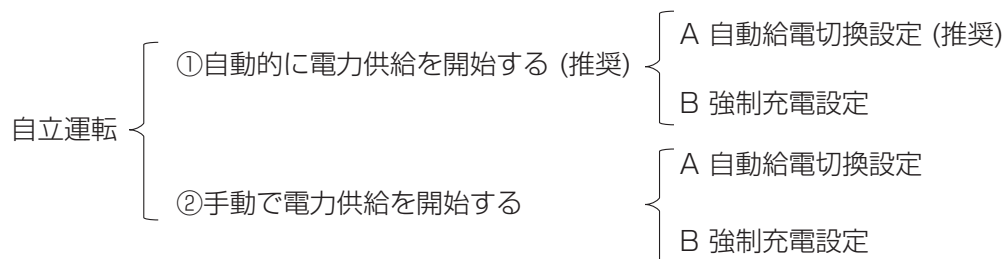 自立運転
①自動的に電力供給を開始する (推奨)
A 自動給電切換設定 (推奨)
B 強制充電設定
②手動で電力供給を開始する
A 自動給電切換設定
B 強制充電設定